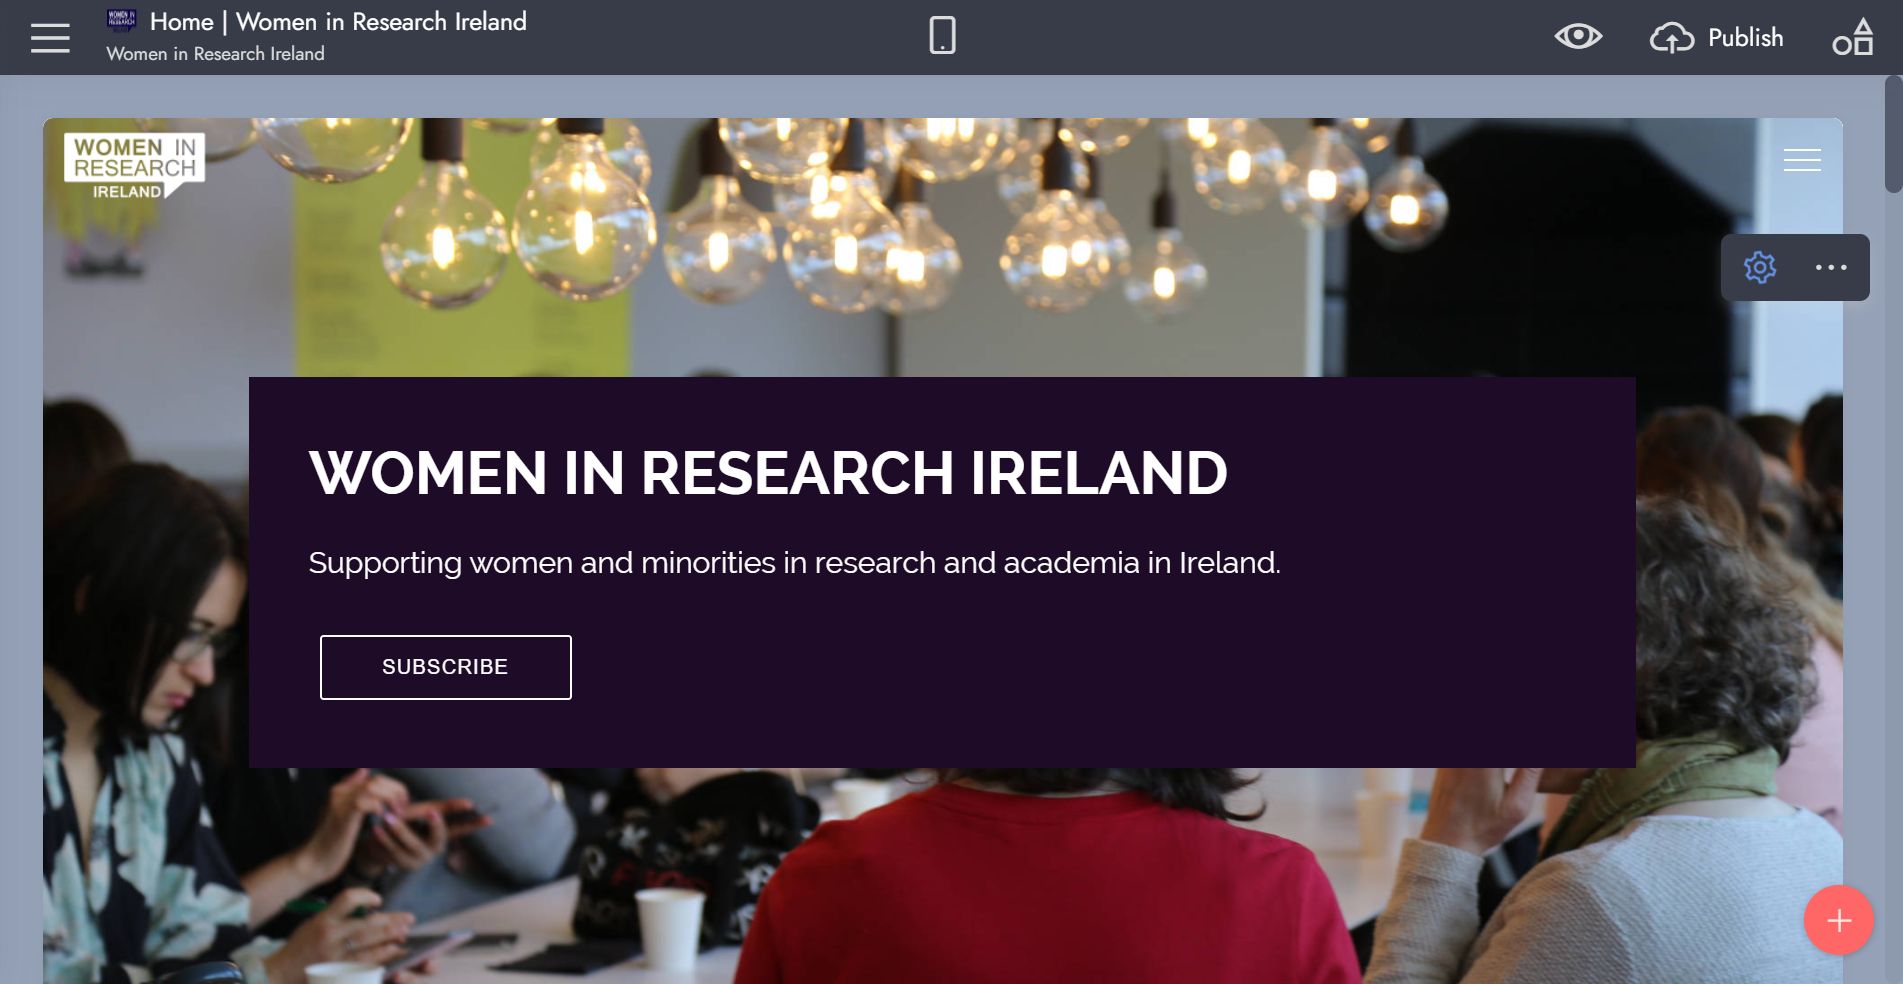 Home | Women in Research Ireland
Women in Research Ireland
Publish
WOMEN IN
RESEARCH
IRELAND
WOMEN IN RESEARCH IRELAND
Supporting women and minorities in research and academia in Ireland.
SUBSCRIBE